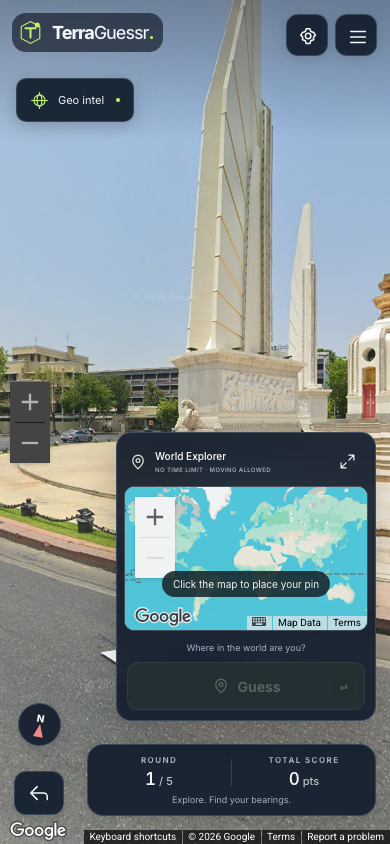 TerraGuessr.
Geo intel
© 2026 Google
World Explorer
NO TIME LIMIT · MOVING ALLOWED
Click the map to place your pin
Google
Map Data
Terms
Where in the world are you?
Guess
N
ROUND
1 / 5
TOTAL SCORE
0 pts
Explore. Find your bearings.
Google
Keyboard shortcuts
© 2026 Google
Terms
Report a problem